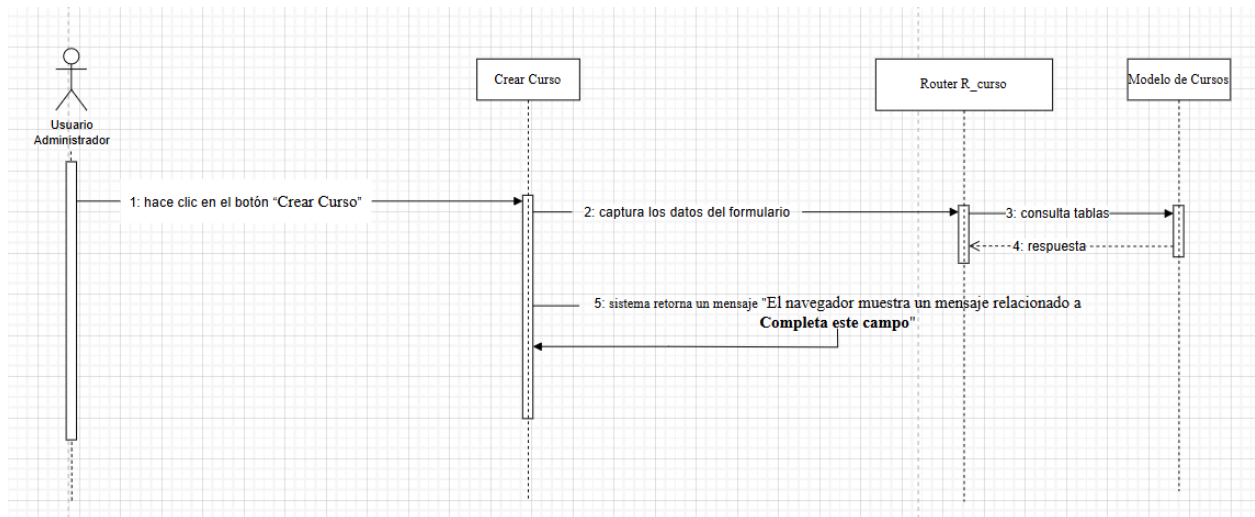 Crear Curso
Router R_curso
Modelo de Cursos
Usuario
Administrador
1: hace clic en el botón “Crear Curso”
2: captura los datos del formulario
3: consulta tablas
4: respuesta
5: sistema retorna un mensaje "El navegador muestra un mensaje relacionado a
Completa este campo"